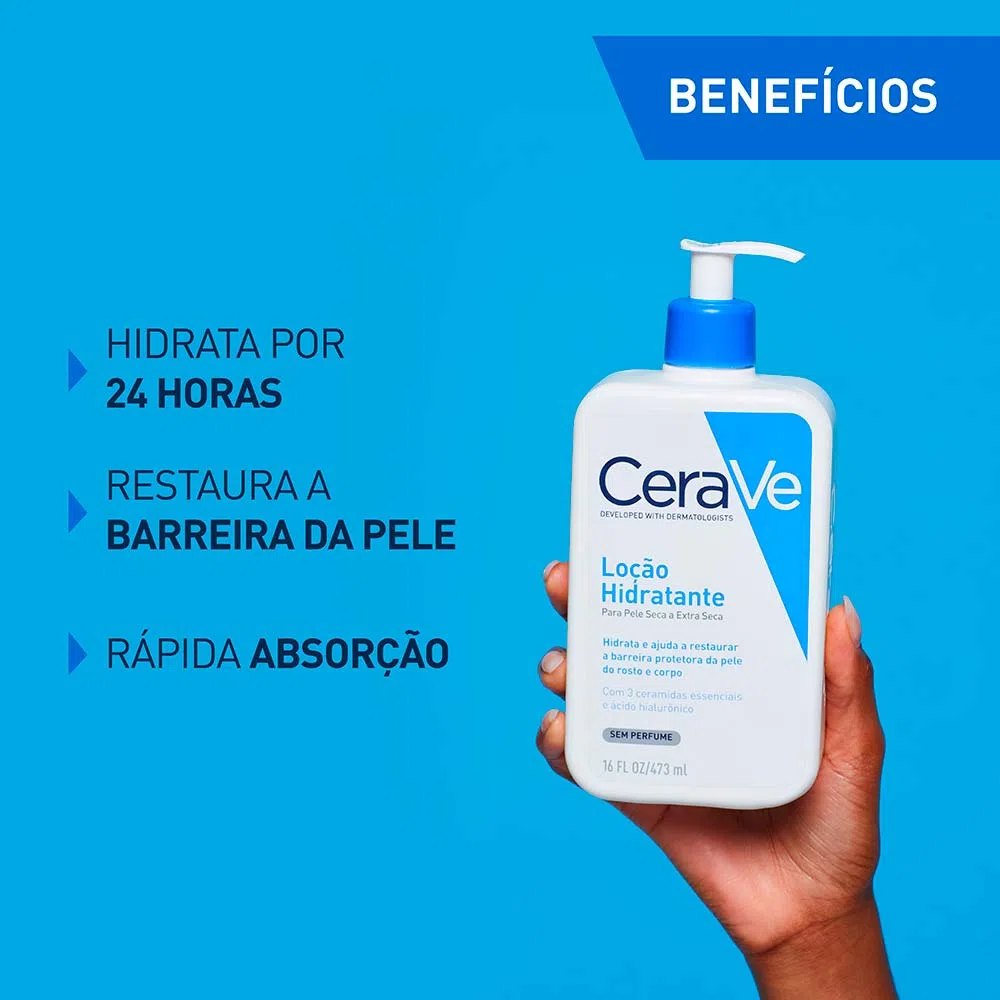 BENEFÍCIOS
HIDRATA POR
24 HORAS
RESTAURA A
BARREIRA DA PELE
RÁPIDA ABSORÇÃO
CeraVe
DEVELOPED WITH DERMATOLOGISTS
Loção
Hidratante
Para Pele Seca a Extra Seca
Hidrata e ajuda a restaurar
a barreira protetora da pele
do rosto e corpo
Com 3 ceramidas essenciais
e acido hialurónico
SEM PERFUME
16 FL OZ/473 ml